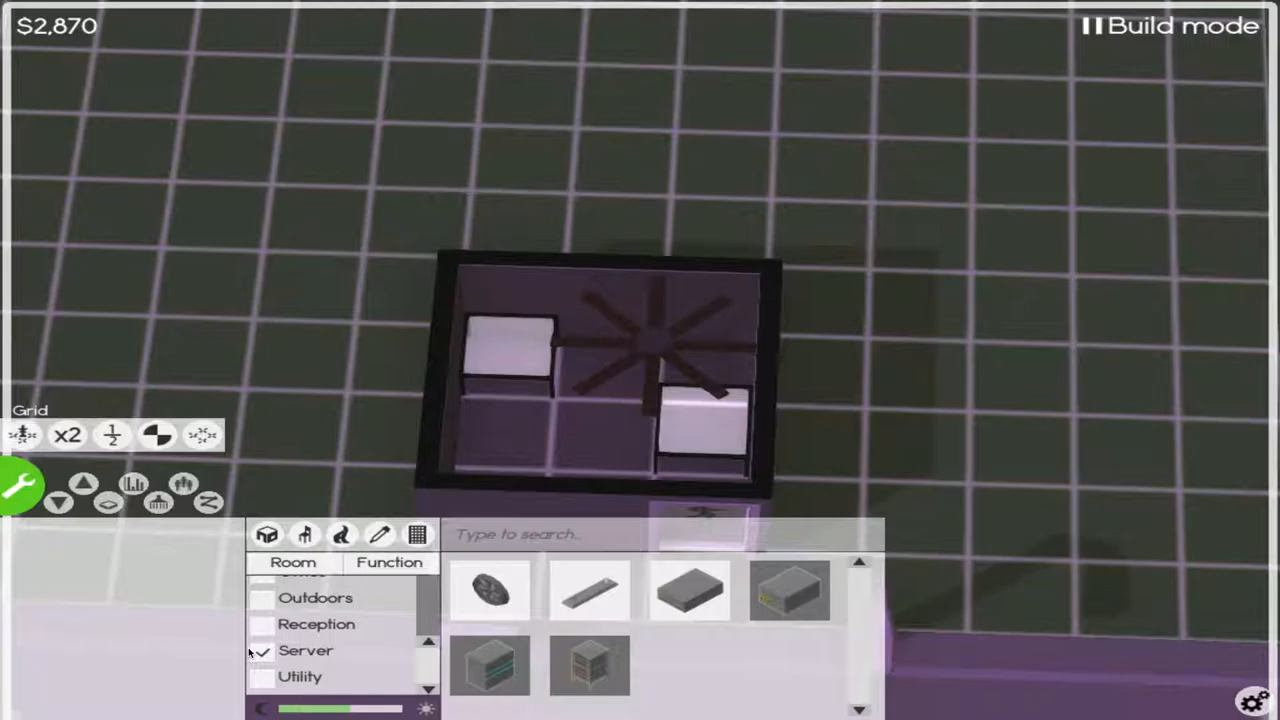 $2,870
Build mode
Grid
x2
1/2
Type to search...
Room
Function
Outdoors
Reception
Server
Utility